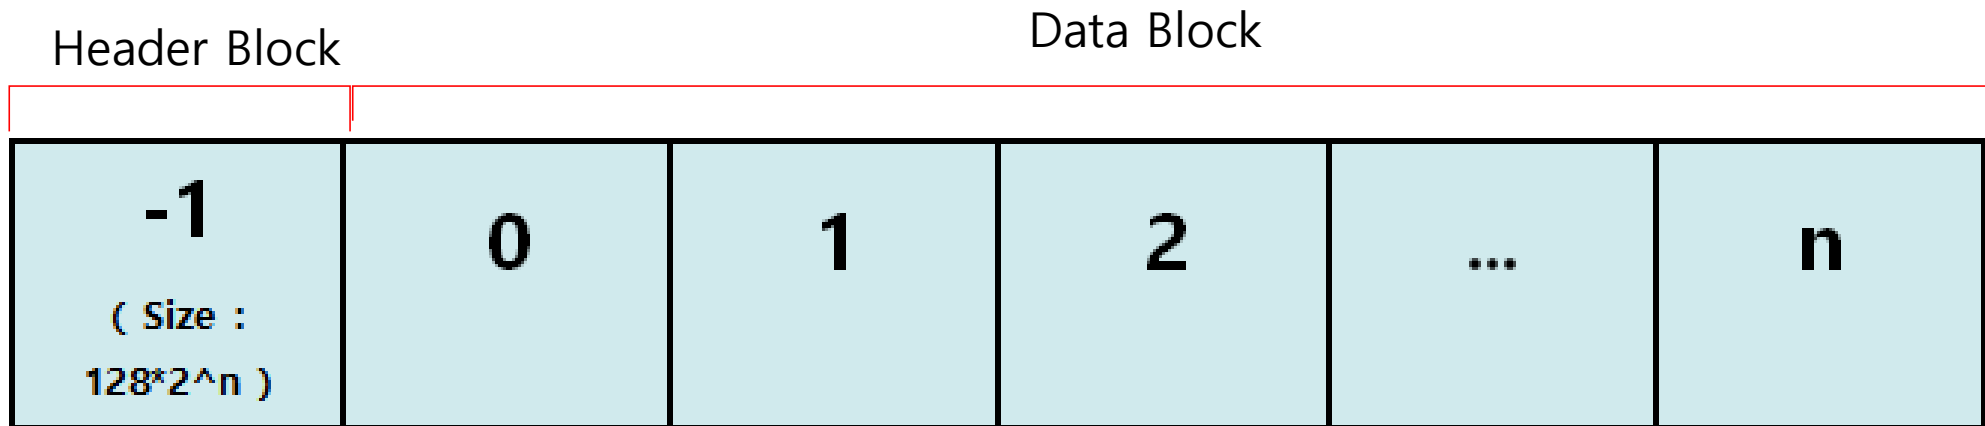 Header Block
Data Block
-1
( Size :
128*2^n )
0
1
2
...
n